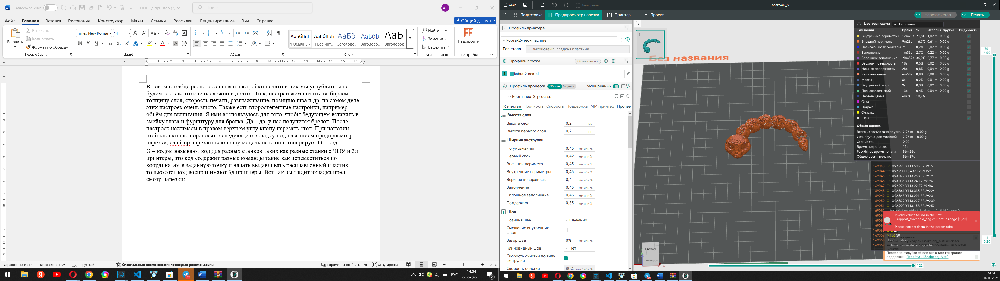 Автосохранение
НПК 3д принтер (2)
Поиск
АЛ
Файл Главная Вставка Рисование Конструктор Макет Ссылки Рассылки Рецензирование Вид Справка
Общий доступ
Вставить
Вырезать
Копировать
Формат по образцу
Буфер обмена
Times New Roman 14
Шрифт
Абзац
АаБбВвГг ¶ Обычный
АаБбВвГг ¶ Без инт...
АаБбІ Заголово...
АаБбВв Заголово...
АаБ Заголовок
Стили
Найти
Заменить
Выделить
Редактирование
Надстройки
Надстройки
В левом столбце расположены все настройки печати в них мы углубляться не
будем так как это очень сложно и долго. Итак, настраиваем печать: выбираем
толщину слоя, скорость печати, разглаживание, позицию шва и др. на самом деле
этих настроек очень много. Также есть второстепенные настройки, например
объём для вычитания. Я ими воспользуюсь для того, чтобы бедующем вставить в
змейку глаза и фурнитуру для брелка. Да – да, у нас получится брелок. После
настроек нажимаем в правом верхнем углу кнопу нарезать стол. При нажатии
этой кнопки нас переносят в следующею вкладку под названием предпросмотр
нарезки, слайсер нарезает всю нашу модель на слои и генерирует G – код.
G – кодом называют код для разных станков таких как разные станки с ЧПУ и 3д
принтеры, это код содержит разные команды такие как переместиться по
координатам в заданную точку и начать выдавливать расплавленный пластик,
только этот код воспринимают 3д принтеры. Вот так выглядит вкладка пред
смотр нарезки:
Страница 13 из 14 Число слов: 1725 русский Специальные возможности: проверьте рекомендации Параметры отображения Фокусировка 100 %
РУС 14:04 02.03.2025
Файл
Калибровка
Snake.obj_A
Подготовка Предпросмотр нарезки Принтер Проект
Нарезать стол Печать
Профиль принтера
kobra-2-neo-machine
Тип стола Высокотемп. гладкая пластина
Профиль прутка Объём очистки
1 kobra-2-neo-pla
Профиль процесса Общие Модели Расширенный
kobra-neo-2-process
Качество Прочность Скорость Поддержка ММ принтер Прочее
Высота слоя
Высота слоя 0,2 мм
Высота первого слоя 0,2 мм
Ширина экструзии
По умолчанию 0,45 мм или %
Первый слой 0,42 мм или %
Внешний периметр 0,45 мм или %
Внутренние периметры 0,45 мм или %
Верхняя поверхность 0,4 мм или %
Заполнение 0,45 мм или %
Сплошное заполнение 0,45 мм или %
Поддержка 0,35 мм или %
Шов
Позиция шва Случайно
Смещение внутренних
швов
Зазор шва 0% мм или %
Клиновидный шов Нет
Скорость очистки по типу
экструзии
Скорость очистки 80% мм/с или %
1
Без названия
Сверху
Спереди
Цветовая схема Тип линии
Тип линии Время % Использ. прутка Видимость
Внутренние периметры 12m20s 21,8% 1,02 m 0,00 g
Внешний периметр 9m28s 16,7% 0,61 m 0,00 g
Нависающие периметры 7s 0,2% 0,02 m 0,00 g
Заполнение 1m33s 2,7% 0,22 m 0,00 g
Сплошное заполнение 20m52s 36,9% 0,77 m 0,00 g
Верхняя поверхность 18s 0,5% 0,02 m 0,00 g
Нижняя поверхность 28s 0,8% 0,04 m 0,00 g
Разглаживание 4m58s 8,8% 0,00 m 0,00 g
Мосты 6s 0,2% 0,01 m 0,00 g
Внутренний мост 9s 0,3% 0,02 m 0,00 g
Пользовательский 13s 0,4% 0,04 m 0,00 g
Перемещения 6m2s 10,7%
Откат
Подача
Очистка
Швы
Общая оценка
Всего использовано прутка: 2,76 m 0,00 g
Исп. прутка для моделей: 2,76 m 0,00 g
Стоимость: 0,00
Время подготовки: 11s
Расчётное время печати: 56m26s
Общее время печати: 56m37s
70
14,00
169043 G1 X92.925 Y113.505 E2.2915
169044 G1 X92.9 Y113.437 E2.29159
169045 G1 X93.079 Y113.258 E2.2919
169046 G1 X93.036 Y113.24 E2.29196
169047 G1 X92.976 Y113.22 E2.29204
169048 G1 X92.861 Y113.335 E2.29224
169049 G1 X92.843 Y113.291 E2.2923
169050 G1 X92.827 Y113.227 E2.29239
169051 G1 X92.902 Y113.153 E2.29252
169052 ; stop printing object Snake.obj_A.stl id:0 copy 0
Invalid values found in the 3mf:
-support_threshold_angle: 0 not in range [1,90]
Please correct them in the param tabs
169057 M106 S0
169058 ;TYPE:Custom
169059 ; Filament-specific end gcode
Переориентируйте её или включите генерацию
поддержки. Перейти к [Snake.obj_A.stl]
1
0,20
122
14:04
02.03.2025